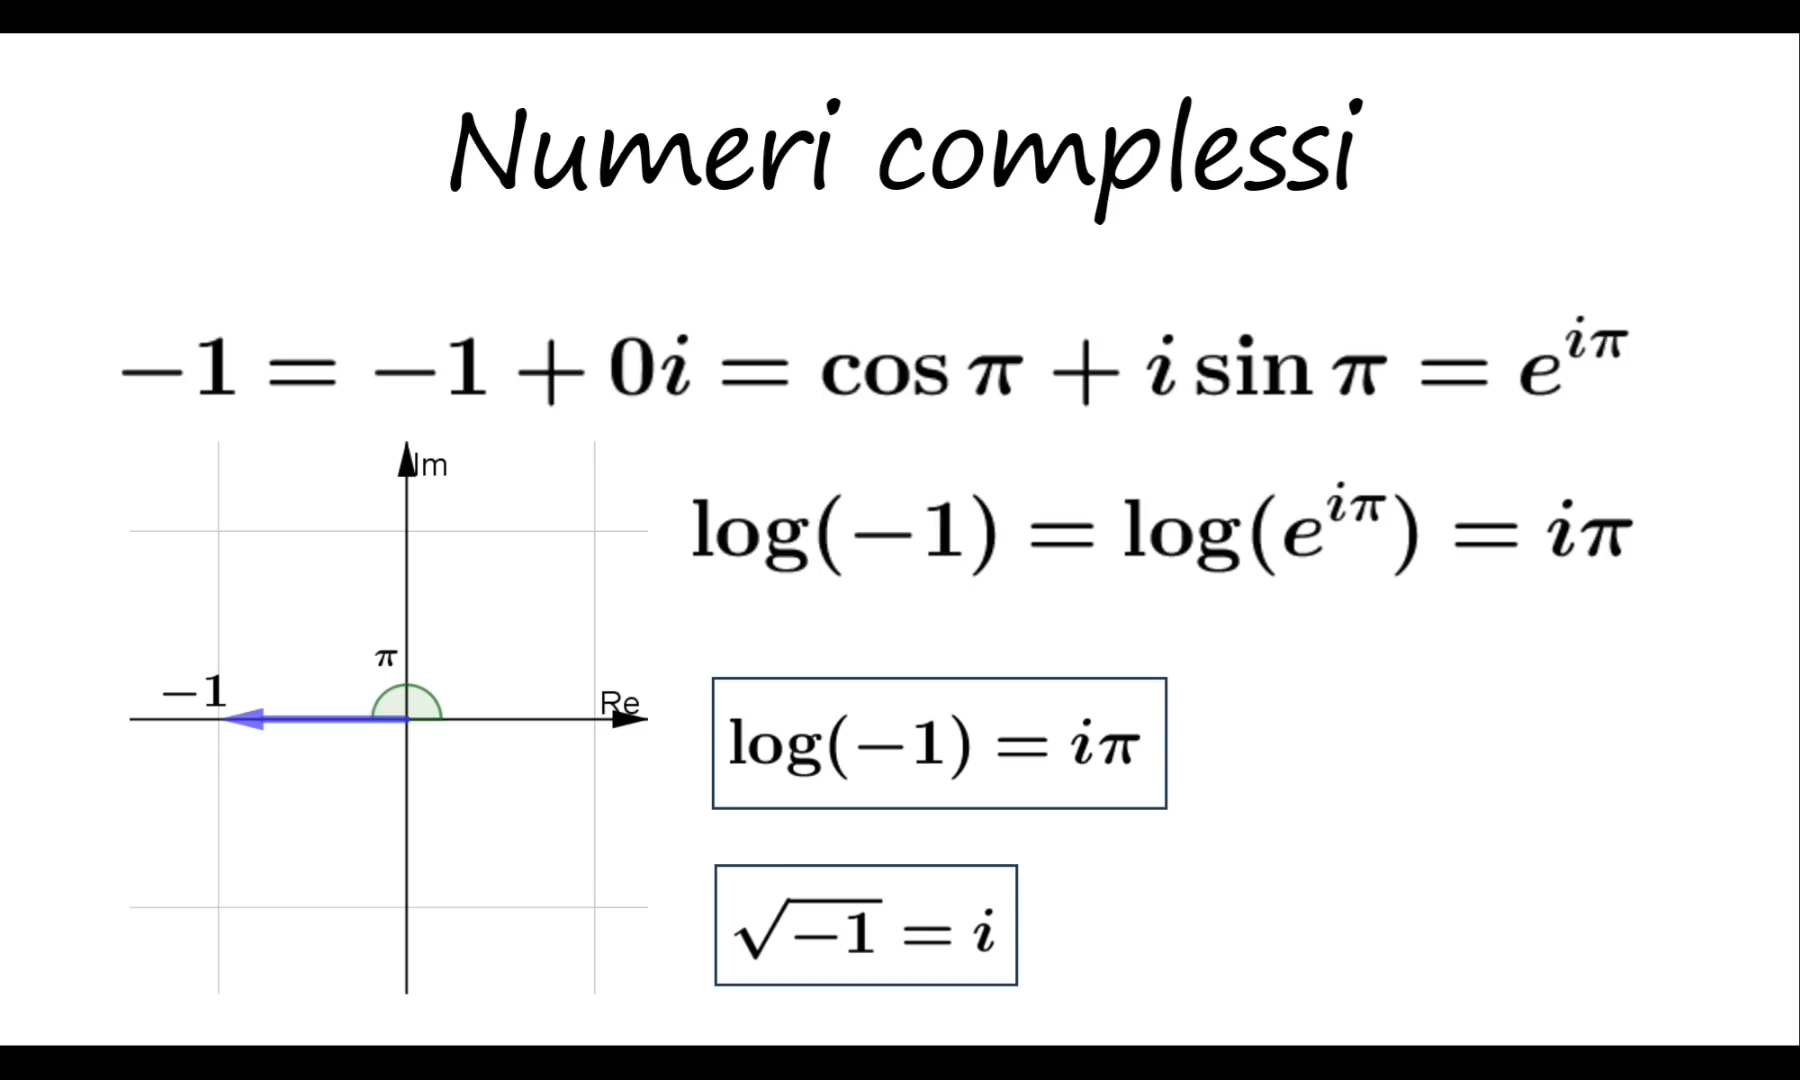 Numeri complessi
−1 = −1 + 0i = cos π + i sin π = e^{iπ}
Im
log(−1) = log(e^{iπ}) = iπ
π
−1
Re
log(−1) = iπ
√−1 = i